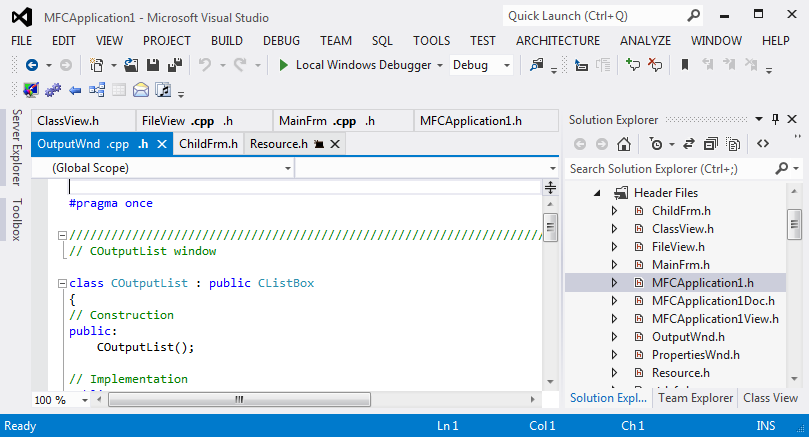 MFCApplication1 - Microsoft Visual Studio
Quick Launch (Ctrl+Q)
FILE EDIT VIEW PROJECT BUILD DEBUG TEAM SQL TOOLS TEST ARCHITECTURE ANALYZE WINDOW HELP
Local Windows Debugger Debug
Server Explorer
Toolbox
ClassView.h FileView .cpp .h MainFrm .cpp .h MFCApplication1.h
OutputWnd .cpp .h ChildFrm.h Resource.h
(Global Scope)
#pragma once
///////////////////////////////////////////////////////////////////
// COutputList window
class COutputList : public CListBox
{
// Construction
public:
COutputList();
// Implementation
100 %
Solution Explorer
Search Solution Explorer (Ctrl+;)
Header Files
ChildFrm.h
ClassView.h
FileView.h
MainFrm.h
MFCApplication1.h
MFCApplication1Doc.h
MFCApplication1View.h
OutputWnd.h
PropertiesWnd.h
Resource.h
Solution Expl... Team Explorer Class View
Ready Ln 1 Col 1 Ch 1 INS